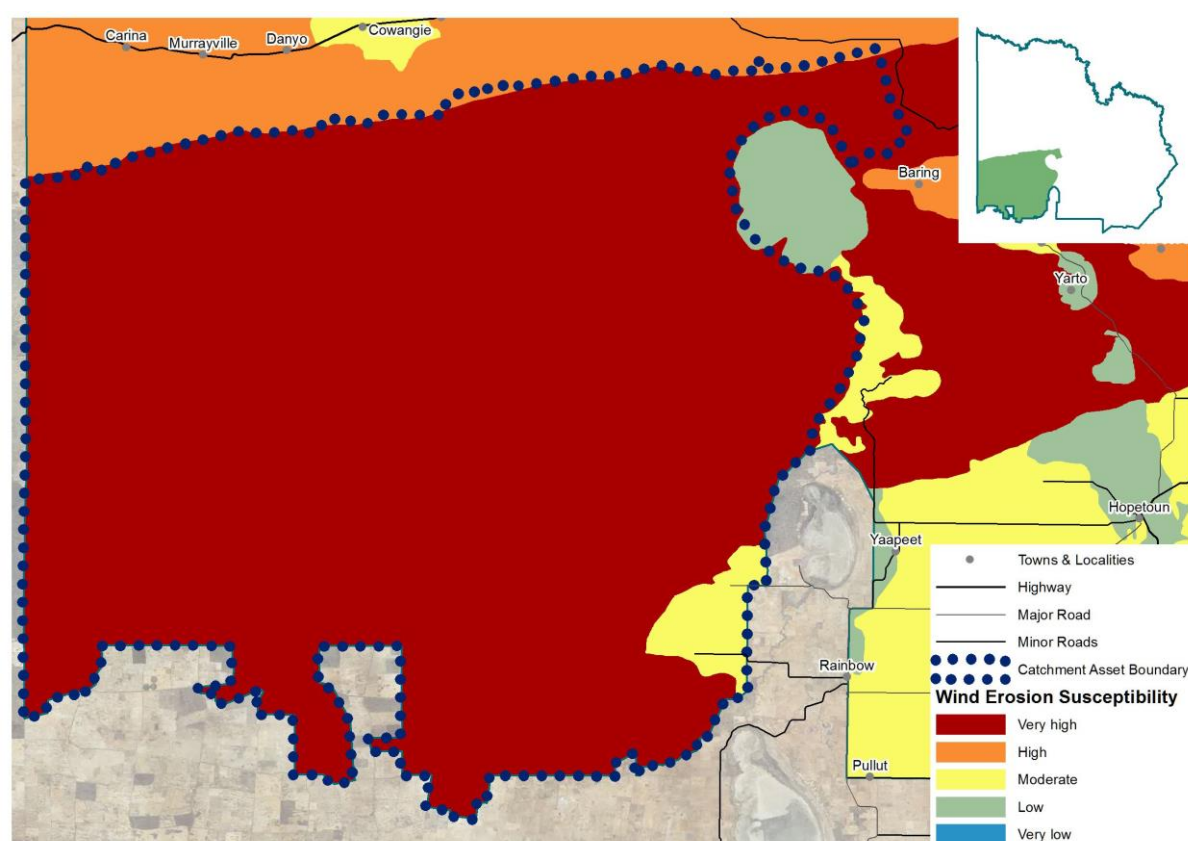 Carina
Murrayville
Danyo
Cowangie
Baring
Yarto
Hopetoun
Yaapeet
Rainbow
Pullut
Towns & Localities
Highway
Major Road
Minor Roads
Catchment Asset Boundary
Wind Erosion Susceptibility
Very high
High
Moderate
Low
Very low